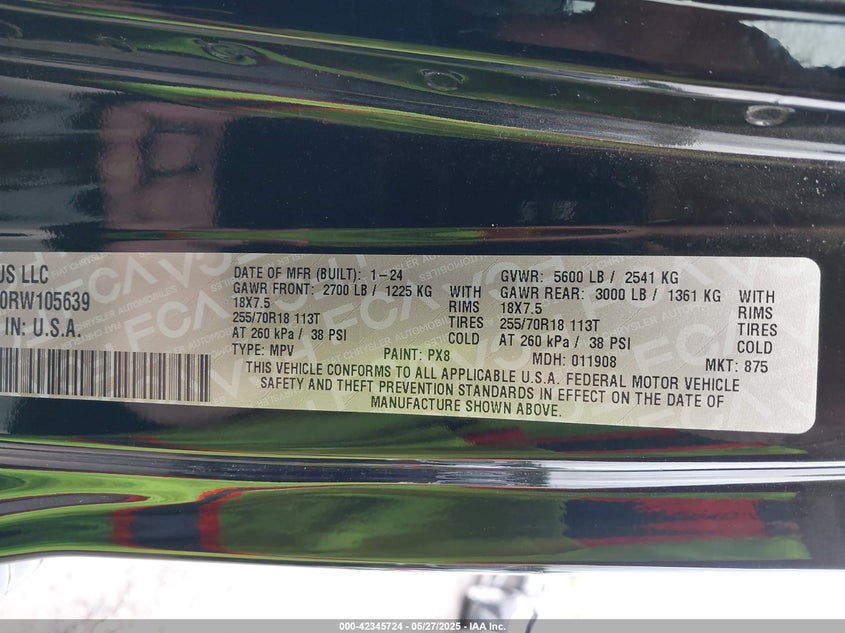 US LLC
0RW105639
IN: U.S.A.
DATE OF MFR (BUILT): 1-24
GAWR FRONT: 2700 LB / 1225 KG WITH
18X7.5 RIMS
255/70R18 113T TIRES
AT 260 kPa / 38 PSI COLD
TYPE: MPV PAINT: PX8
GVWR: 5600 LB / 2541 KG
GAWR REAR: 3000 LB / 1361 KG WITH
18X7.5 RIMS
255/70R18 113T TIRES
AT 260 kPa / 38 PSI COLD
MDH: 011908 MKT: 875
THIS VEHICLE CONFORMS TO ALL APPLICABLE U.S.A. FEDERAL MOTOR VEHICLE
SAFETY AND THEFT PREVENTION STANDARDS IN EFFECT ON THE DATE OF
MANUFACTURE SHOWN ABOVE.
000-42345724 | 05/27/2025 | IAA Inc.